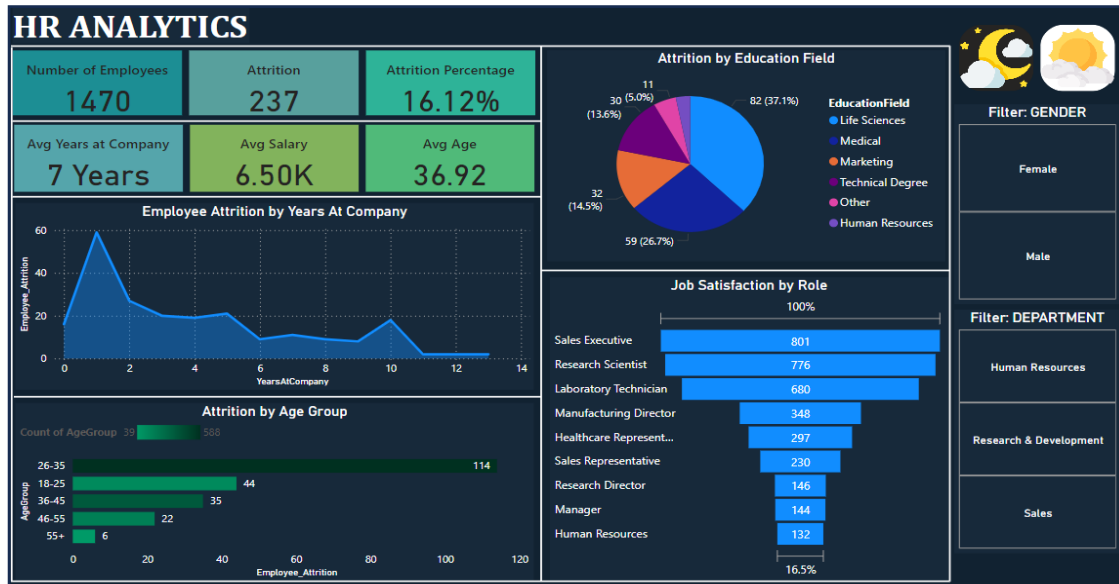 HR ANALYTICS
Number of Employees
1470
Attrition
237
Attrition Percentage
16.12%
Avg Years at Company
7 Years
Avg Salary
6.50K
Avg Age
36.92
Employee Attrition by Years At Company
Employee_Attrition
60
40
20
0
0 2 4 6 8 10 12 14
YearsAtCompany
Attrition by Age Group
Count of AgeGroup 39 588
AgeGroup
26-35 114
18-25 44
36-45 35
46-55 22
55+ 6
0 20 40 60 80 100 120
Employee_Attrition
Attrition by Education Field
82 (37.1%)
59 (26.7%)
32
(14.5%)
30
(13.6%)
11
(5.0%)
EducationField
Life Sciences
Medical
Marketing
Technical Degree
Other
Human Resources
Job Satisfaction by Role
100%
Sales Executive 801
Research Scientist 776
Laboratory Technician 680
Manufacturing Director 348
Healthcare Represent... 297
Sales Representative 230
Research Director 146
Manager 144
Human Resources 132
16.5%
Filter: GENDER
Female
Male
Filter: DEPARTMENT
Human Resources
Research & Development
Sales